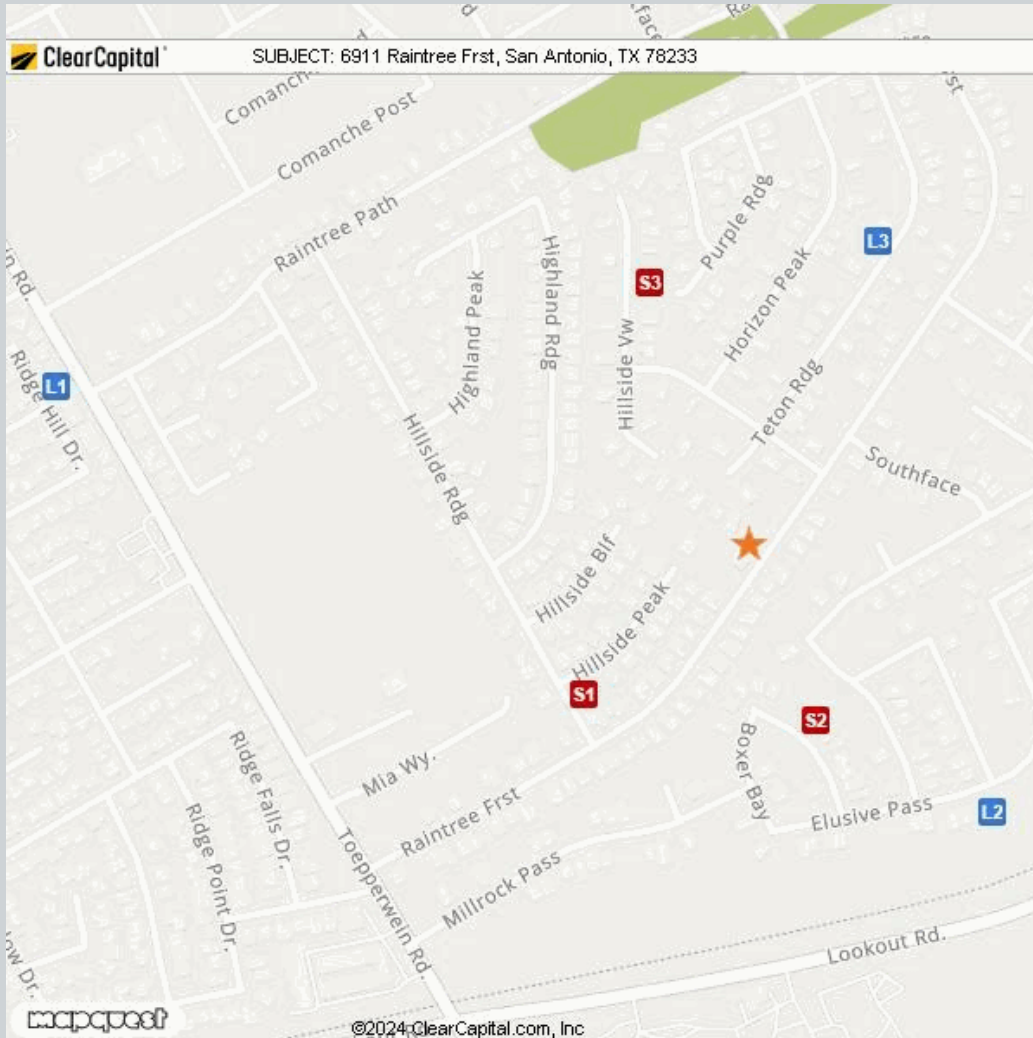 ClearCapital
SUBJECT: 6911 Raintree Frst, San Antonio, TX 78233
Comanche Post
Raintree Path
Purple Rdg
L3
S3
Highland Rdg
Highland Peak
Horizon Peak
Hillside Vw
L1
Ridge Hill Dr.
Teton Rdg
Hillside Rdg
Southface
Hillside Blf
Hillside Peak
S1
S2
Boxer Bay
Ridge Falls Dr.
Mia Wy.
Elusive Pass
L2
Raintree Frst
Ridge Point Dr.
Toepperwein Rd.
Millrock Pass
Lookout Rd.
mapquest
©2024 ClearCapital.com, Inc